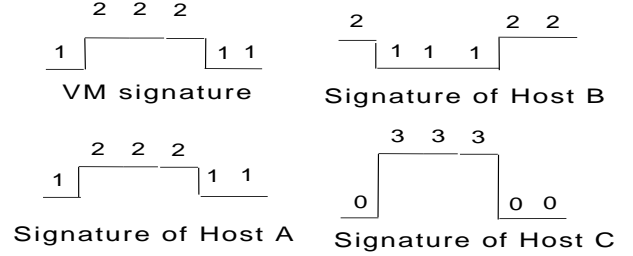 2 2 2
1 1 1
VM signature
2 2 2
1 1 1
Signature of Host B
2 2 2
1 1 1
Signature of Host A
3 3 3
0 0 0
Signature of Host C